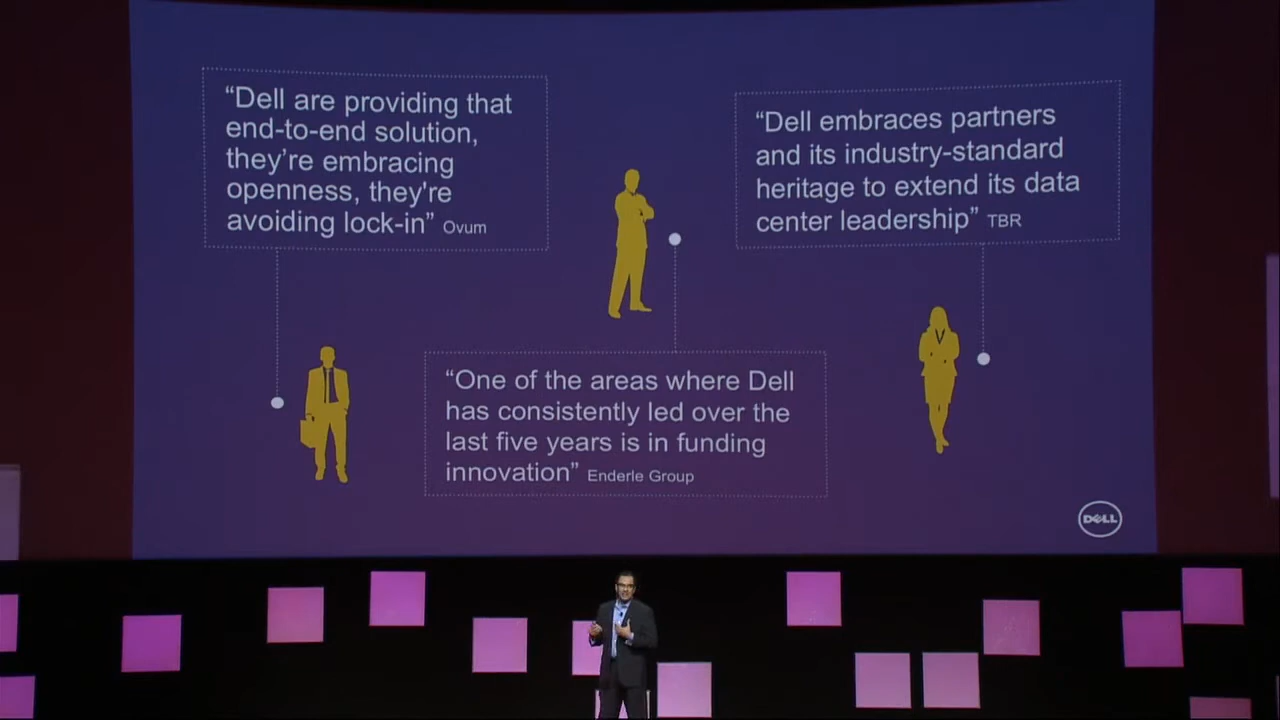 “Dell are providing that
end-to-end solution,
they’re embracing
openness, they're
avoiding lock-in” Ovum
“Dell embraces partners
and its industry-standard
heritage to extend its data
center leadership” TBR
“One of the areas where Dell
has consistently led over the
last five years is in funding
innovation” Enderle Group
DELL